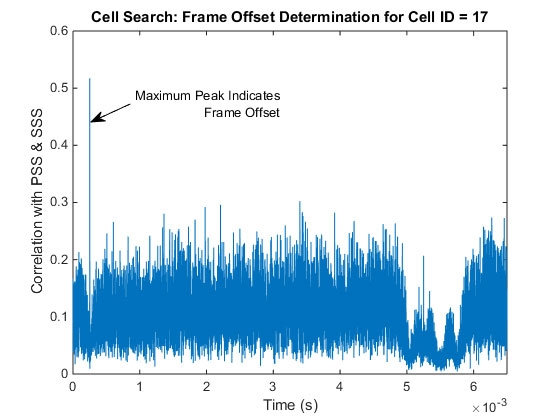 Cell Search: Frame Offset Determination for Cell ID = 17
0.6
0.5
0.4
0.3
0.2
0.1
0
Correlation with PSS & SSS
Maximum Peak Indicates
Frame Offset
0 1 2 3 4 5 6
Time (s)
×10⁻³